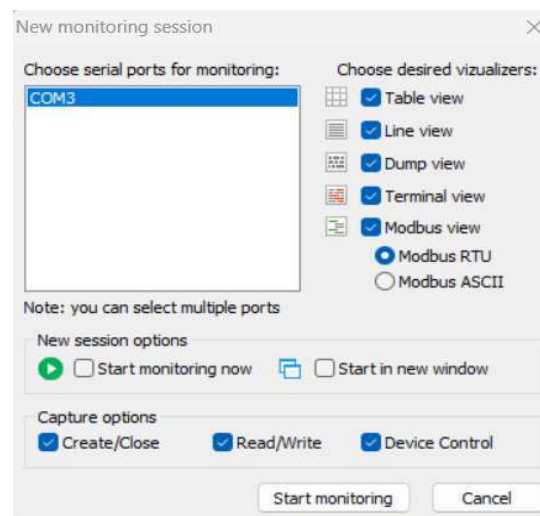 New monitoring session
Choose serial ports for monitoring:
COM3
Note: you can select multiple ports
Choose desired vizualizers:
Table view
Line view
Dump view
Terminal view
Modbus view
Modbus RTU
Modbus ASCII
New session options
Start monitoring now
Start in new window
Capture options
Create/Close
Read/Write
Device Control
Start monitoring
Cancel